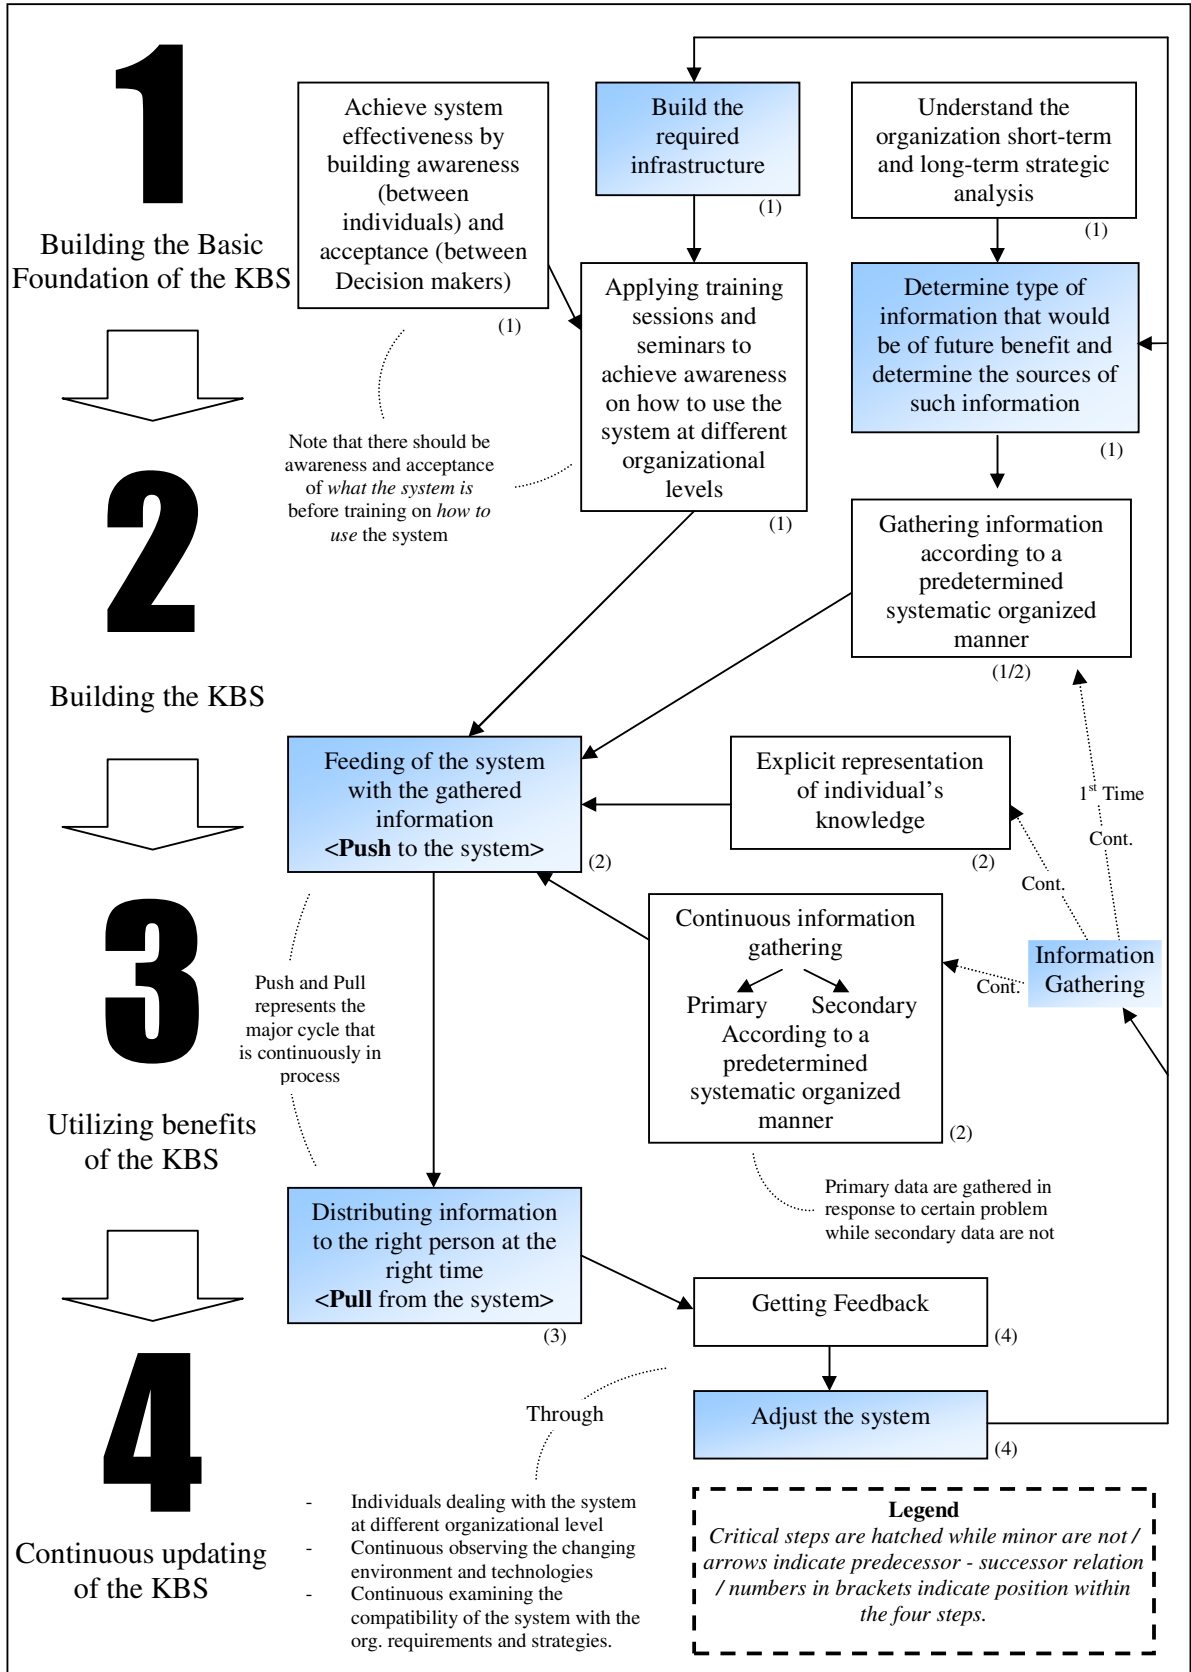 1
Building the Basic
Foundation of the KBS
2
Building the KBS
3
Utilizing benefits
of the KBS
4
Continuous updating
of the KBS
Achieve system
effectiveness by
building awareness
(between
individuals) and
acceptance (between
Decision makers)
(1)
Build the
required
infrastructure
(1)
Understand the
organization short-term
and long-term strategic
analysis
(1)
Applying training
sessions and
seminars to
achieve awareness
on how to use the
system at different
organizational
levels
(1)
Determine type of
information that would
be of future benefit and
determine the sources of
such information
(1)
Note that there should be
awareness and acceptance
of what the system is
before training on how to
use the system
Gathering information
according to a
predetermined
systematic organized
manner
(1/2)
Feeding of the system
with the gathered
information
<Push to the system>
(2)
Explicit representation
of individual's
knowledge
(2)
1st Time
Cont.
Cont.
Cont.
Information
Gathering
Continuous information
gathering
Primary Secondary
According to a
predetermined
systematic organized
manner
(2)
Push and Pull
represents the
major cycle that
is continuously in
process
Primary data are gathered in
response to certain problem
while secondary data are not
Distributing information
to the right person at the
right time
<Pull from the system>
(3)
Getting Feedback
(4)
Adjust the system
(4)
Through
- Individuals dealing with the system
at different organizational level
- Continuous observing the changing
environment and technologies
- Continuous examining the
compatibility of the system with the
org. requirements and strategies.
Legend
Critical steps are hatched while minor are not /
arrows indicate predecessor - successor relation
/ numbers in brackets indicate position within
the four steps.